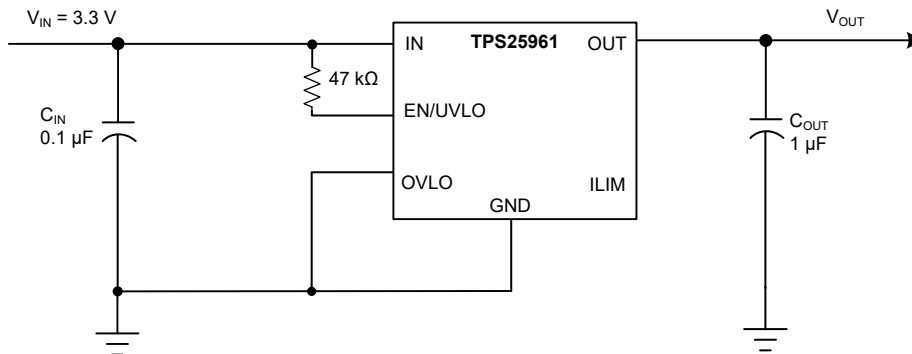 V_IN = 3.3 V
V_OUT
IN
TPS25961
OUT
47 kΩ
EN/UVLO
C_IN
0.1 µF
C_OUT
1 µF
OVLO
ILIM
GND